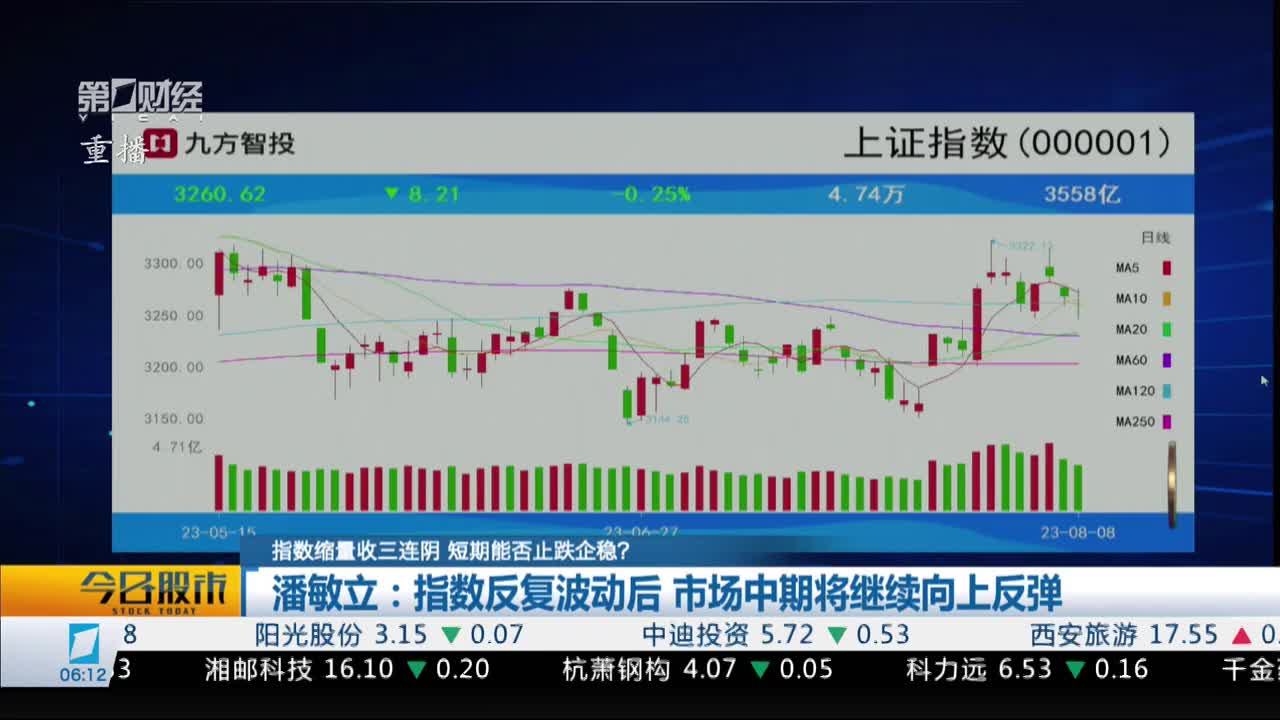 第一财经
YICAI
重播
九方智投
上证指数(000001)
3260.62 ▼8.21 -0.25% 4.74万 3558亿
日线
3322.13
3300.00
3250.00
3200.00
3150.00
4.71亿
3144.25
MA5
MA10
MA20
MA60
MA120
MA250
23-05-15 23-06-27 23-08-08
指数缩量收三连阴 短期能否止跌企稳?
今日股市
STOCK TODAY
潘敏立：指数反复波动后 市场中期将继续向上反弹
8 阳光股份 3.15 ▼ 0.07 中迪投资 5.72 ▼ 0.53 西安旅游 17.55 ▲ 0.
06:12
3 湘邮科技 16.10 ▼ 0.20 杭萧钢构 4.07 ▼ 0.05 科力远 6.53 ▼ 0.16 千金